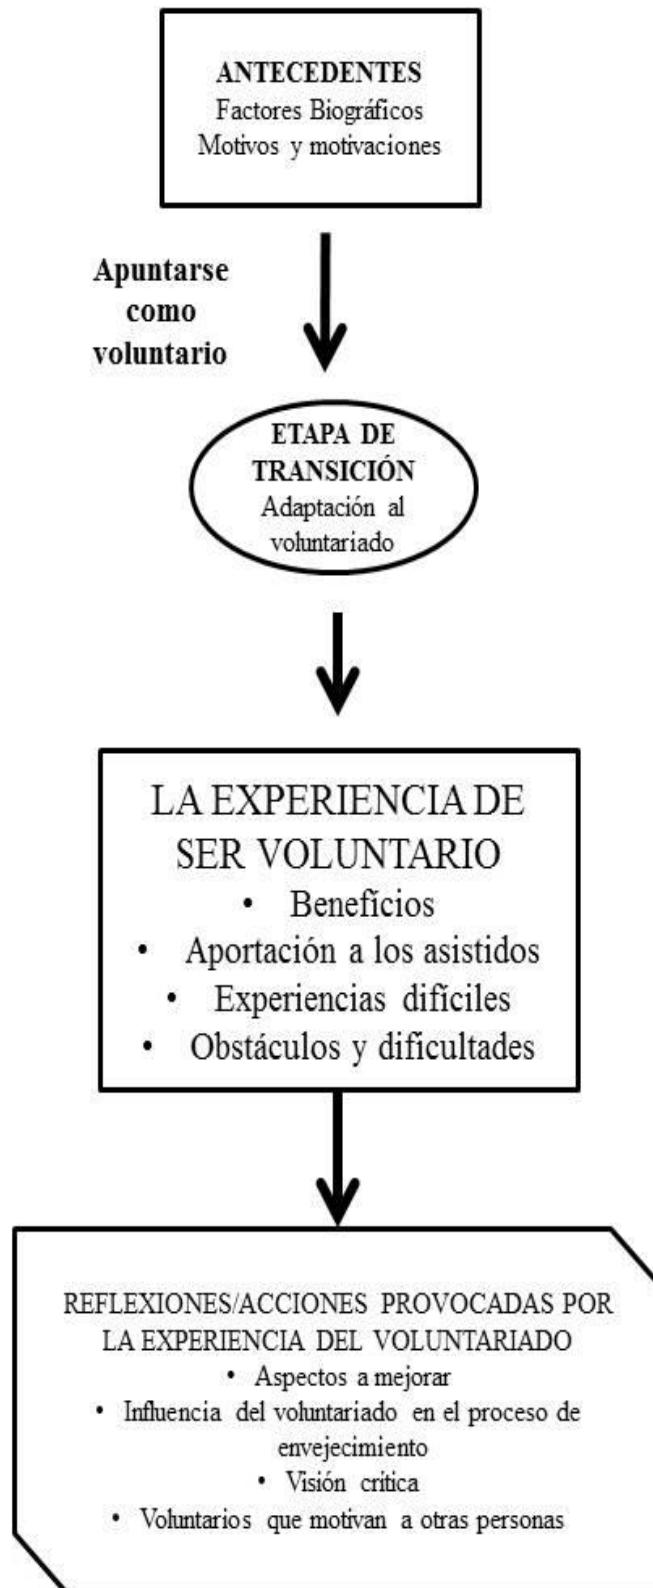 ANTECEDENTES
Factores Biográficos
Motivos y motivaciones
Apuntarse
como
voluntario
ETAPA DE
TRANSICIÓN
Adaptación al
voluntariado
LA EXPERIENCIA DE
SER VOLUNTARIO
• Benefícios
• Aportación a los asistidos
• Experiencias difíciles
• Obstáculos y dificultades
REFLEXIONES/ACCIONES PROVOCADAS POR
LA EXPERIENCIA DEL VOLUNTARIADO
• Aspectos a mejorar
• Influencia del voluntariado en el proceso de
envejecimiento
• Visión critica
• Voluntarios que motivan a otras personas